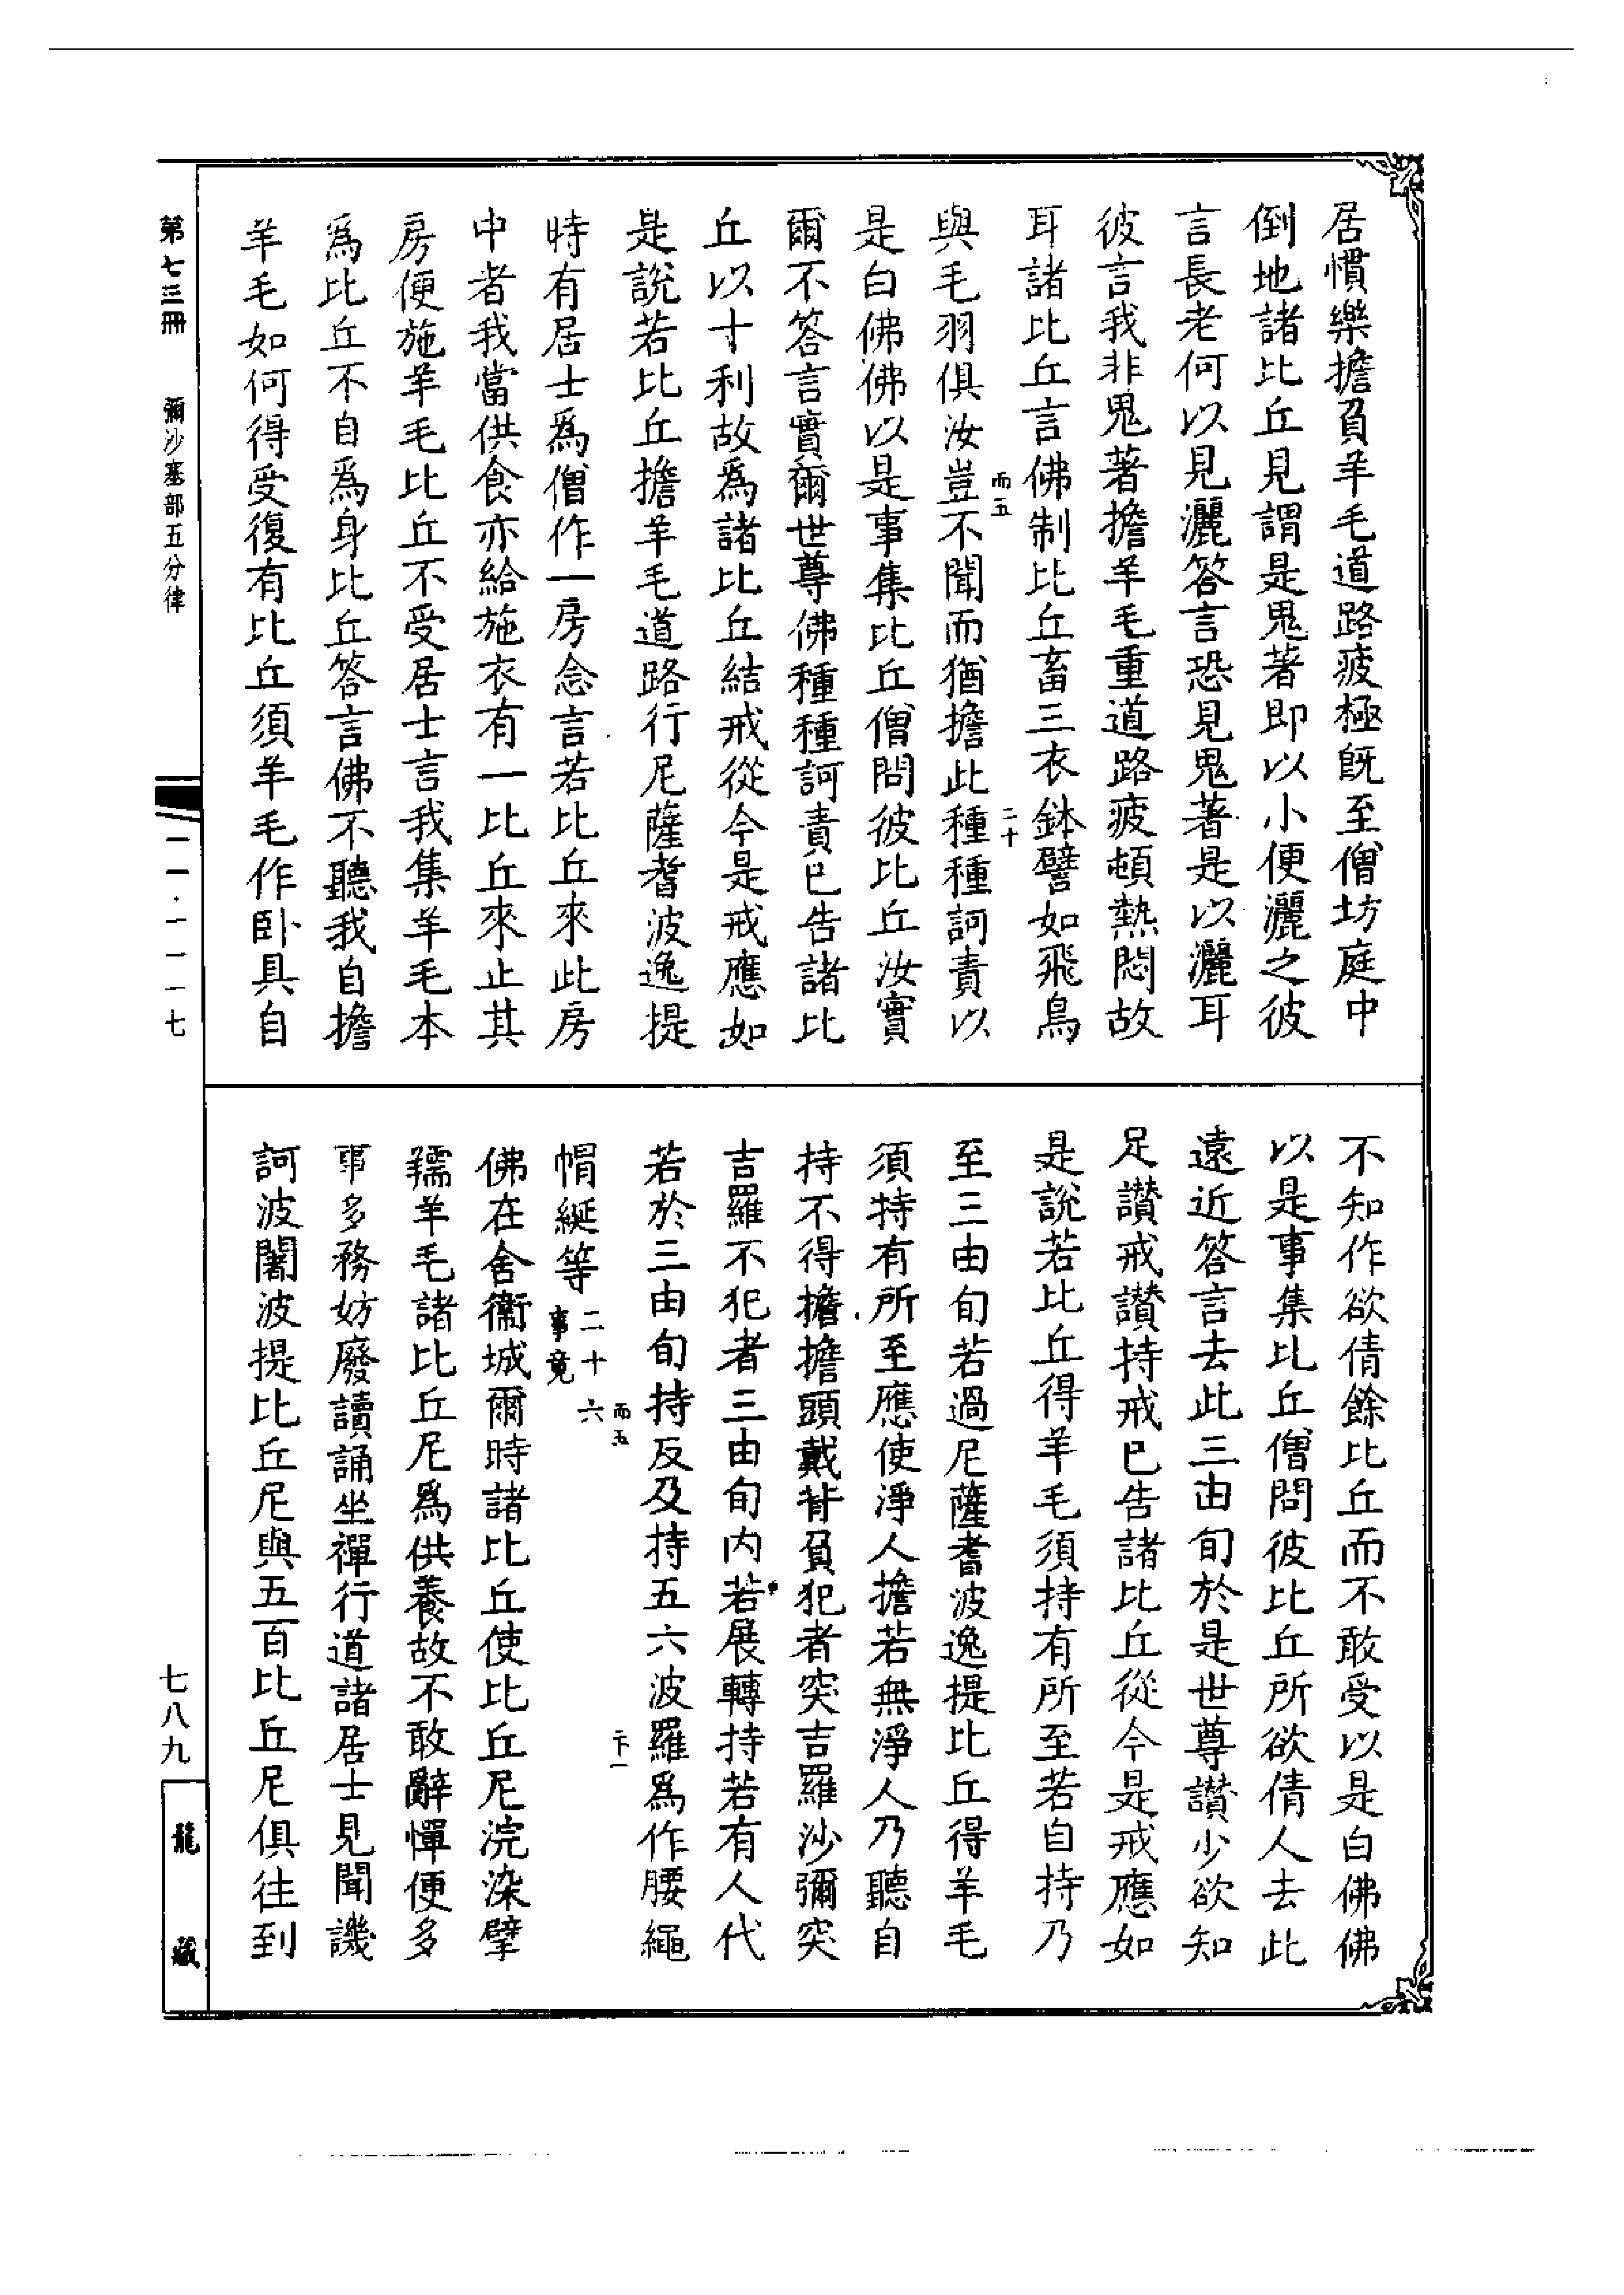 居慣樂擔負羊毛道路疲極旣至僧坊庭中
倒地諸比丘見謂是鬼著即以小便灑之彼
言長老何以見灑答言恐見鬼著是以灑耳
彼言我非鬼著擔羊毛重道路疲頓熱悶故
耳諸比丘言佛制比丘畜三衣鉢譬如飛鳥
而五
二十
與毛羽俱汝豈不聞而猶擔此種種訶責以
是白佛佛以是事集比丘僧問彼比丘汝實
爾不答言實爾世尊佛種種訶責已告諸比
丘以十利故爲諸比丘結戒從今是戒應如
是說若比丘擔羊毛道路行尼薩耆波逸提
時有居士爲僧作一房念言若比丘來此房
中者我當供食亦給施衣有一比丘來止其
房便施羊毛比丘不受居士言我集羊毛本
爲比丘不自爲身比丘答言佛不聽我自擔
羊毛如何得受復有比丘須羊毛作卧具自
不知作欲倩餘比丘而不敢受以是白佛佛
以是事集比丘僧問彼比丘所欲倩人去此
遠近答言去此三由旬於是世尊讃少欲知
足讃戒讃持戒已告諸比丘從今是戒應如
是說若比丘得羊毛須持有所至若自持乃
至三由旬若過尼薩耆波逸提比丘得羊毛
須持有所至應使淨人擔若無淨人乃聽自
持不得擔擔頭戴背負犯者突吉羅沙彌突
吉羅不犯者三由旬内若展轉持若有人代
若於三由旬持反及持五六波羅爲作腰繩
而五
二下一
帽綖等二十六事竟
佛在舍衞城爾時諸比丘使比丘尼浣染擘
羺羊毛諸比丘尼爲供養故不敢辭憚便多
事多務妨廢讀誦坐禪行道諸居士見聞譏
訶波闍波提比丘尼與五百比丘尼俱往到
第七三冊
彌沙塞部五分律
一一·一一一七
七八九
龍藏